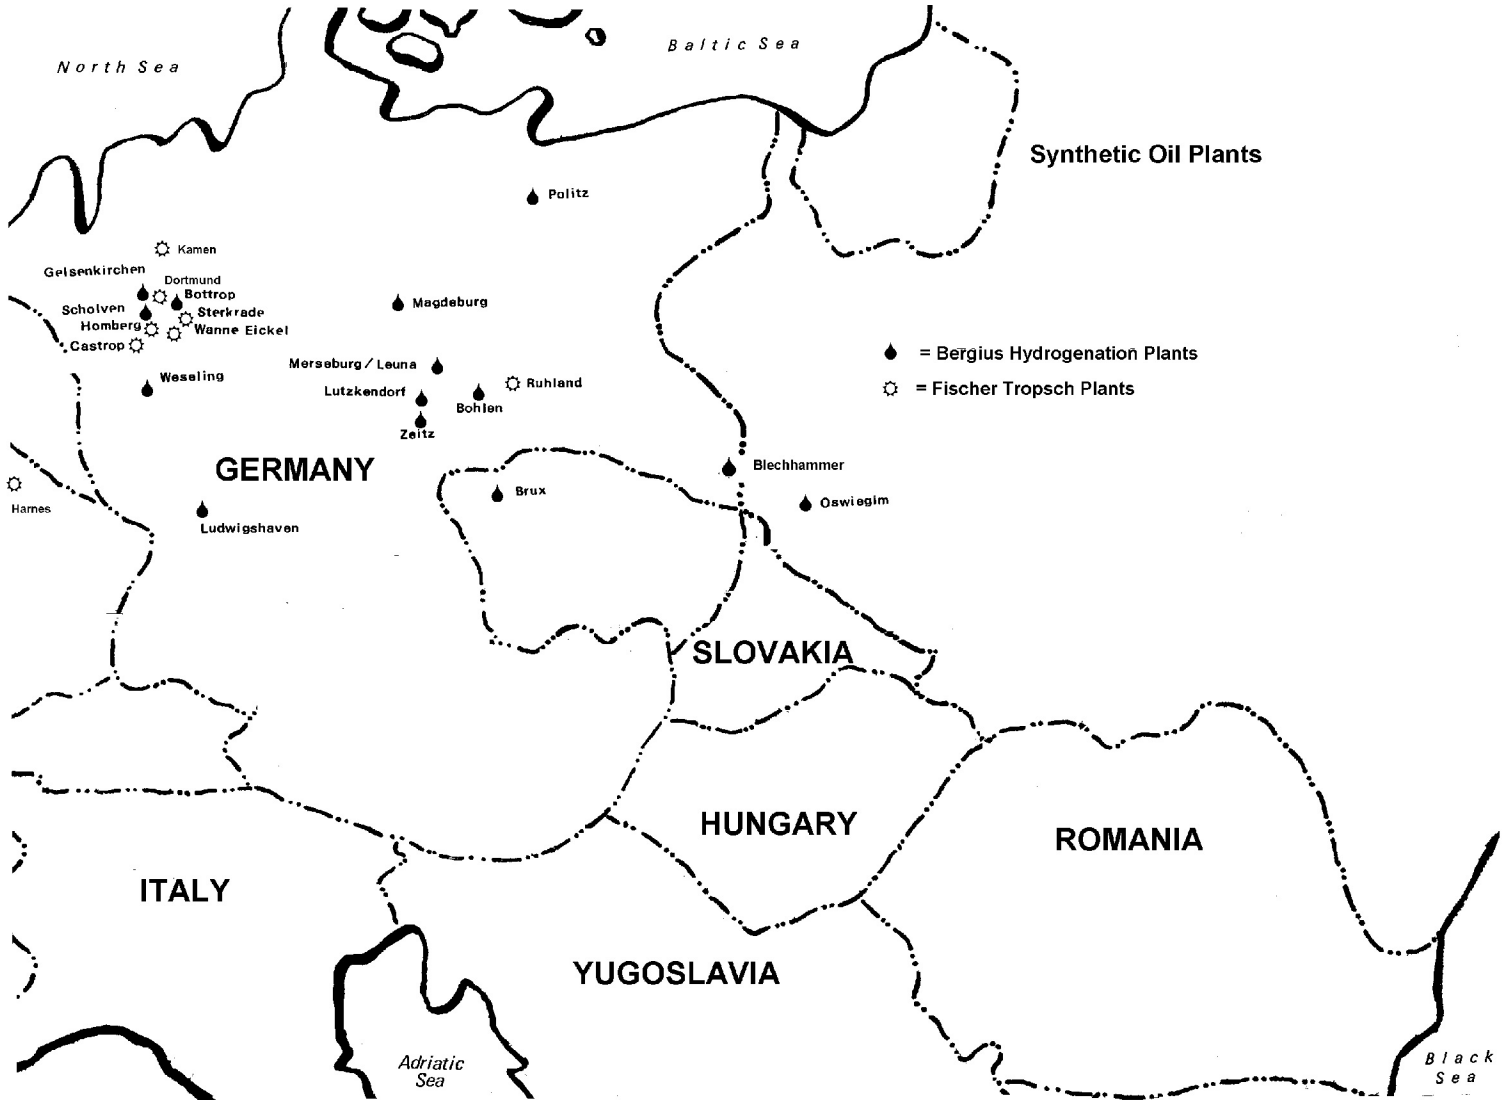 North Sea
Baltic Sea
Synthetic Oil Plants
Politz
Kamen
Gelsenkirchen
Dortmund
Bottrop
Scholven
Sterkrade
Homberg
Wanne Eickel
Castrop
Magdeburg
= Bergius Hydrogenation Plants
= Fischer Tropsch Plants
Weseling
Merseburg/Leuna
Lutzkendorf
Ruhland
Bohlen
Zeitz
GERMANY
Blechhammer
Brux
Oswiegim
Harnes
Ludwigshaven
SLOVAKIA
HUNGARY
ROMANIA
ITALY
YUGOSLAVIA
Adriatic
Sea
Black
Sea